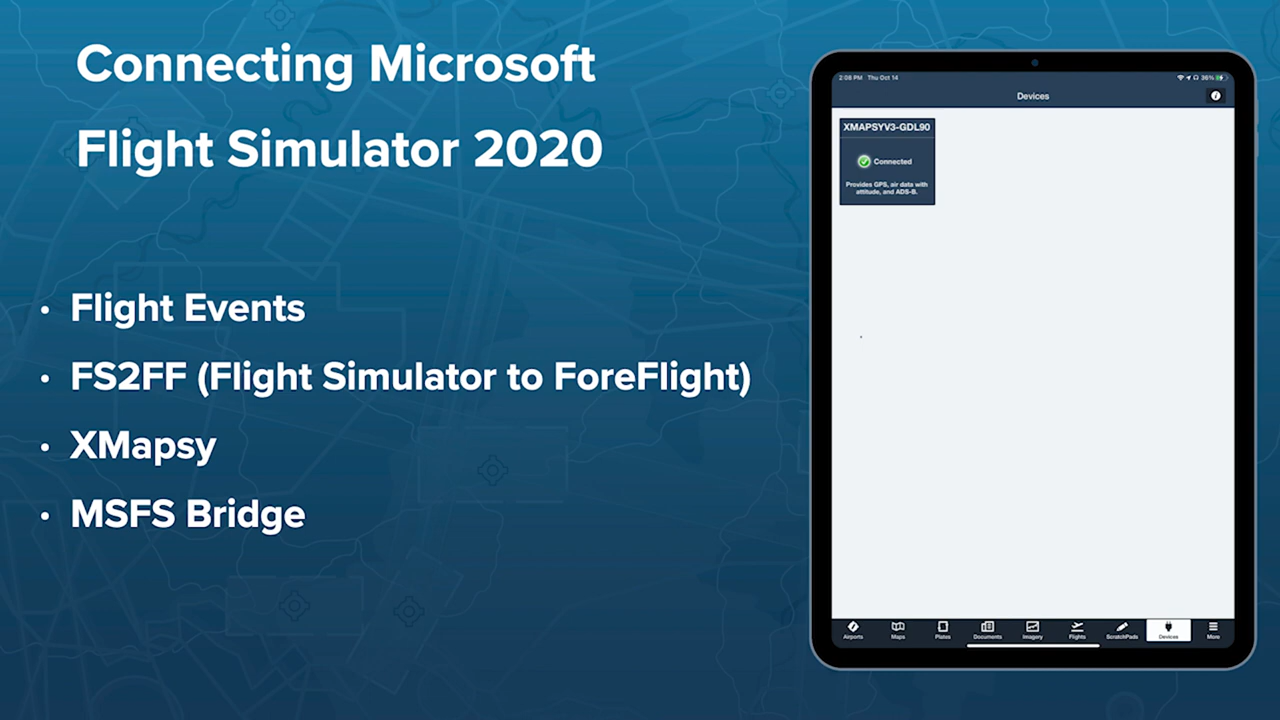 Connecting Microsoft
Flight Simulator 2020
• Flight Events
• FS2FF (Flight Simulator to ForeFlight)
• XMapsy
• MSFS Bridge
2:08 PM Thu Oct 14
36%
Devices
XMAPSYV3-GDL90
Connected
Provides GPS, air data with
attitude, and ADS-B.
Airports Maps Plates Documents Imagery Flights ScratchPads Devices More